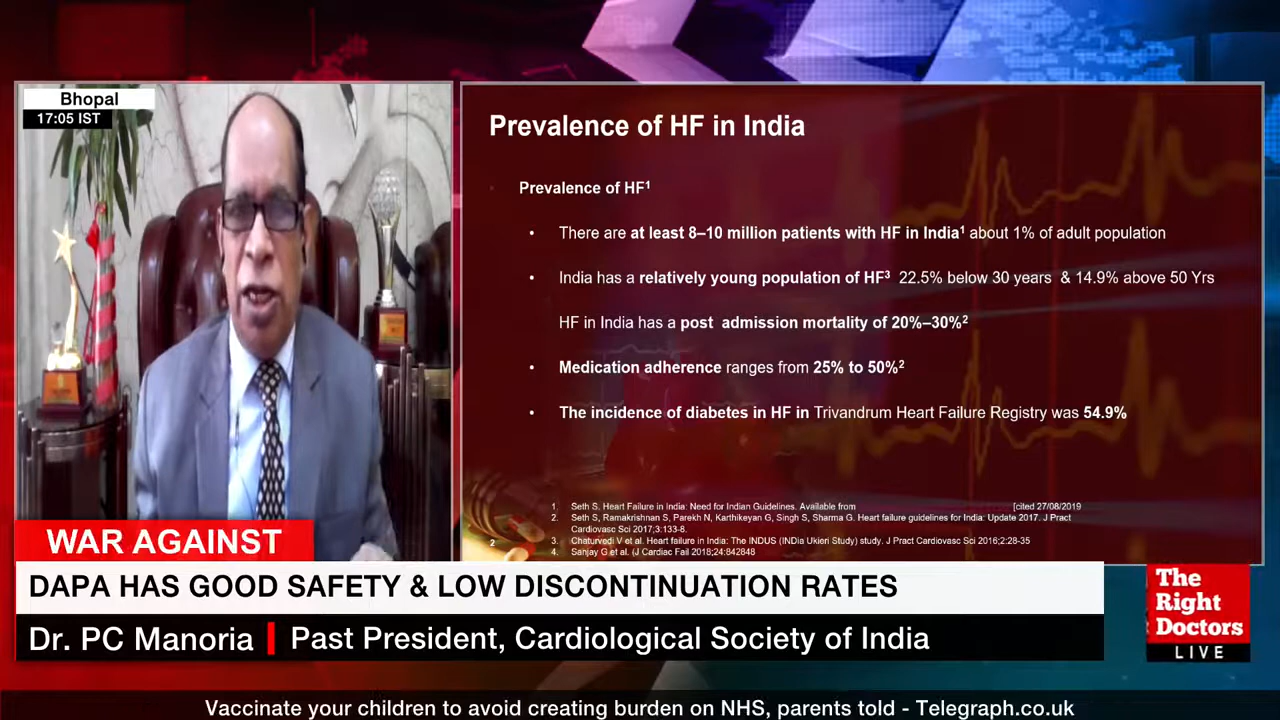 Bhopal
17:05 IST
Prevalence of HF in India
Prevalence of HF¹
• There are at least 8–10 million patients with HF in India¹ about 1% of adult population
• India has a relatively young population of HF³ 22.5% below 30 years & 14.9% above 50 Yrs
HF in India has a post admission mortality of 20%–30%²
• Medication adherence ranges from 25% to 50%²
• The incidence of diabetes in HF in Trivandrum Heart Failure Registry was 54.9%
1. Seth S. Heart Failure in India: Need for Indian Guidelines. Available from [cited 27/08/2019
2. Seth S, Ramakrishnan S, Parekh N, Karthikeyan G, Singh S, Sharma G. Heart failure guidelines for India: Update 2017. J Pract
Cardiovasc Sci 2017;3:133-8.
3. Chaturvedi V et al. Heart failure in India: The INDUS (INDia Ukieri Study) study. J Pract Cardiovasc Sci 2016;2:28-35
4. Sanjay G et al. (J Cardiac Fail 2018;24:842848
2
WAR AGAINST
DAPA HAS GOOD SAFETY & LOW DISCONTINUATION RATES
Dr. PC Manoria | Past President, Cardiological Society of India
The
Right
Doctors
LIVE
Vaccinate your children to avoid creating burden on NHS, parents told - Telegraph.co.uk